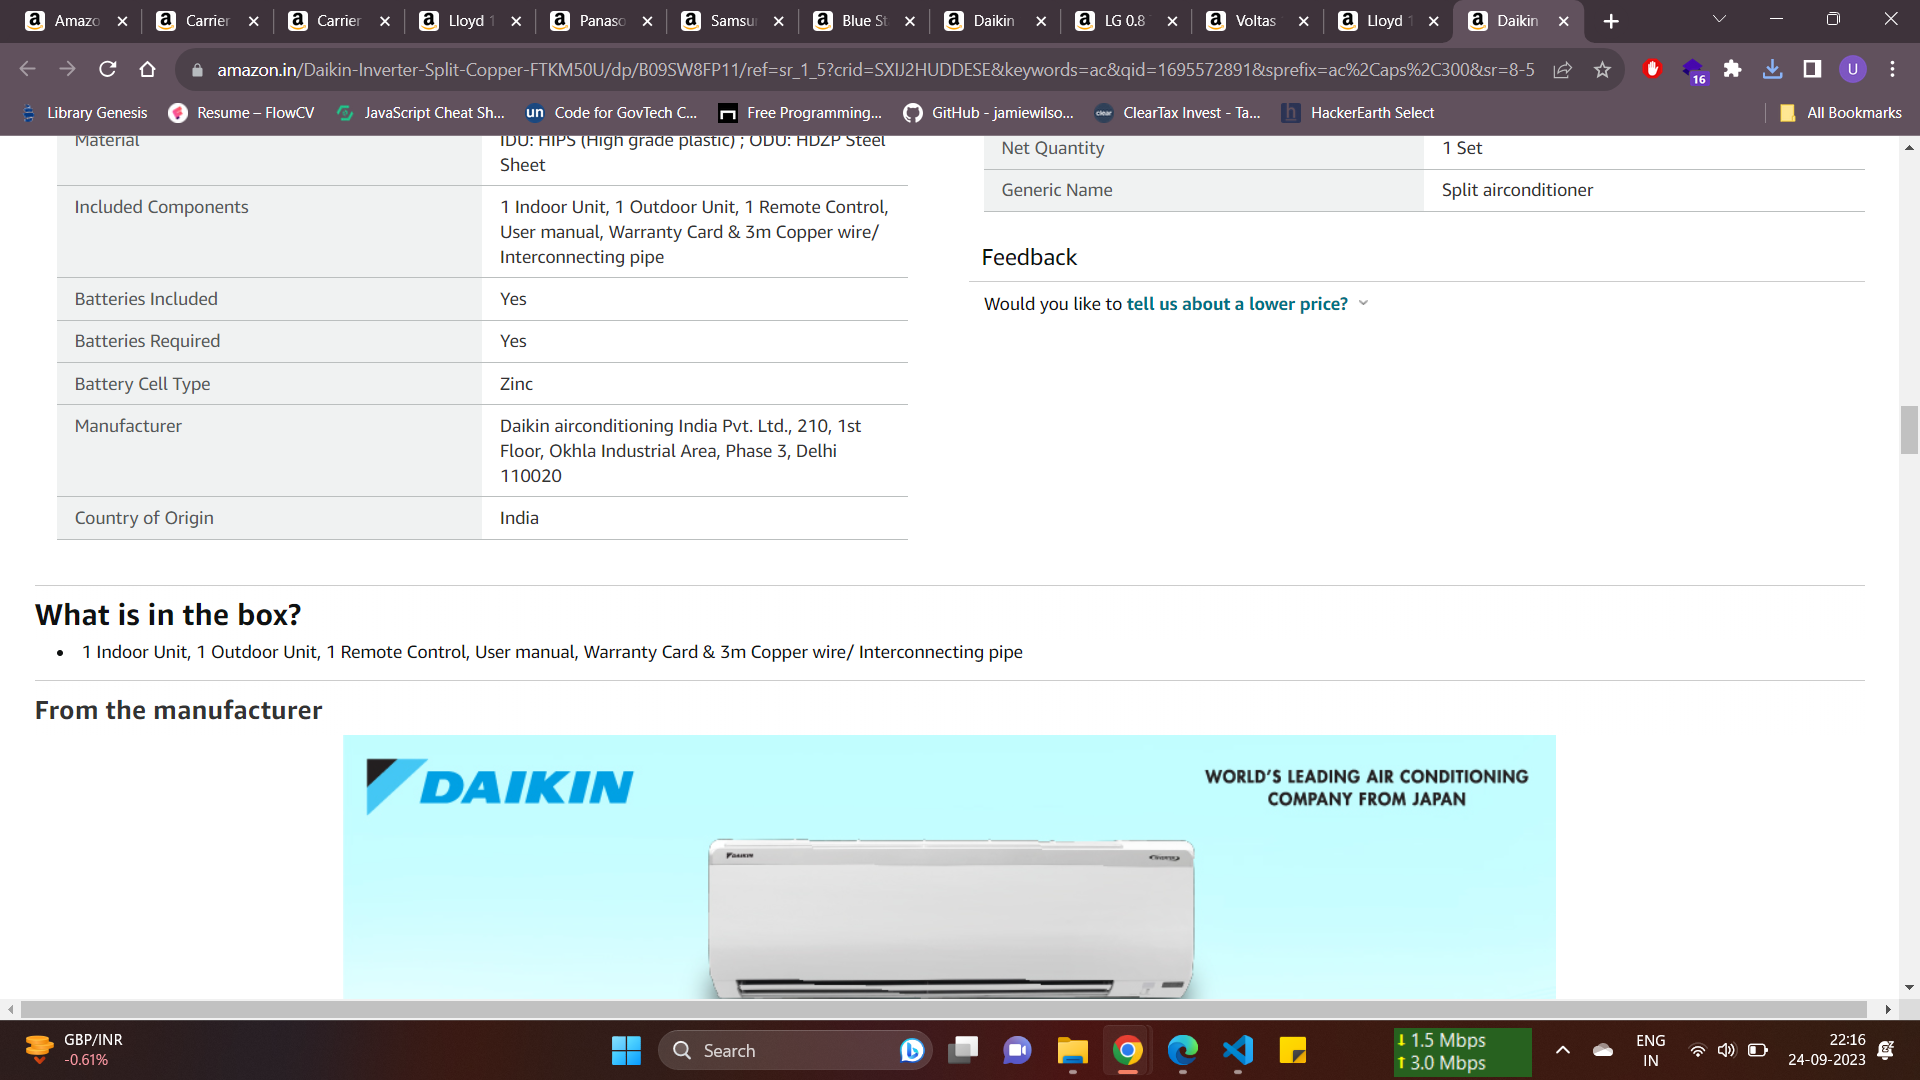 Amazo
Carrier
Carrier
Lloyd 1
Panaso
Samsu
Blue St
Daikin
LG 0.8
Voltas
Lloyd 1
Daikin
amazon.in/Daikin-Inverter-Split-Copper-FTKM50U/dp/B09SW8FP11/ref=sr_1_5?crid=SXIJ2HUDDESE&keywords=ac&qid=1695572891&sprefix=ac%2Caps%2C300&sr=8-5
16
U
Library Genesis
Resume – FlowCV
JavaScript Cheat Sh...
un
Code for GovTech C...
Free Programming...
GitHub - jamiewilso...
clear
ClearTax Invest - Ta...
h
HackerEarth Select
All Bookmarks
Material
IDU: HIPS (High grade plastic) ; ODU: HDZP Steel
Sheet
Included Components
1 Indoor Unit, 1 Outdoor Unit, 1 Remote Control,
User manual, Warranty Card & 3m Copper wire/
Interconnecting pipe
Batteries Included
Yes
Batteries Required
Yes
Battery Cell Type
Zinc
Manufacturer
Daikin airconditioning India Pvt. Ltd., 210, 1st
Floor, Okhla Industrial Area, Phase 3, Delhi
110020
Country of Origin
India
Net Quantity
1 Set
Generic Name
Split airconditioner
Feedback
Would you like to tell us about a lower price?
What is in the box?
• 1 Indoor Unit, 1 Outdoor Unit, 1 Remote Control, User manual, Warranty Card & 3m Copper wire/ Interconnecting pipe
From the manufacturer
DAIKIN
WORLD'S LEADING AIR CONDITIONING
COMPANY FROM JAPAN
DAIKIN
GBP/INR
-0.61%
Search
1.5 Mbps
3.0 Mbps
ENG
IN
22:16
24-09-2023